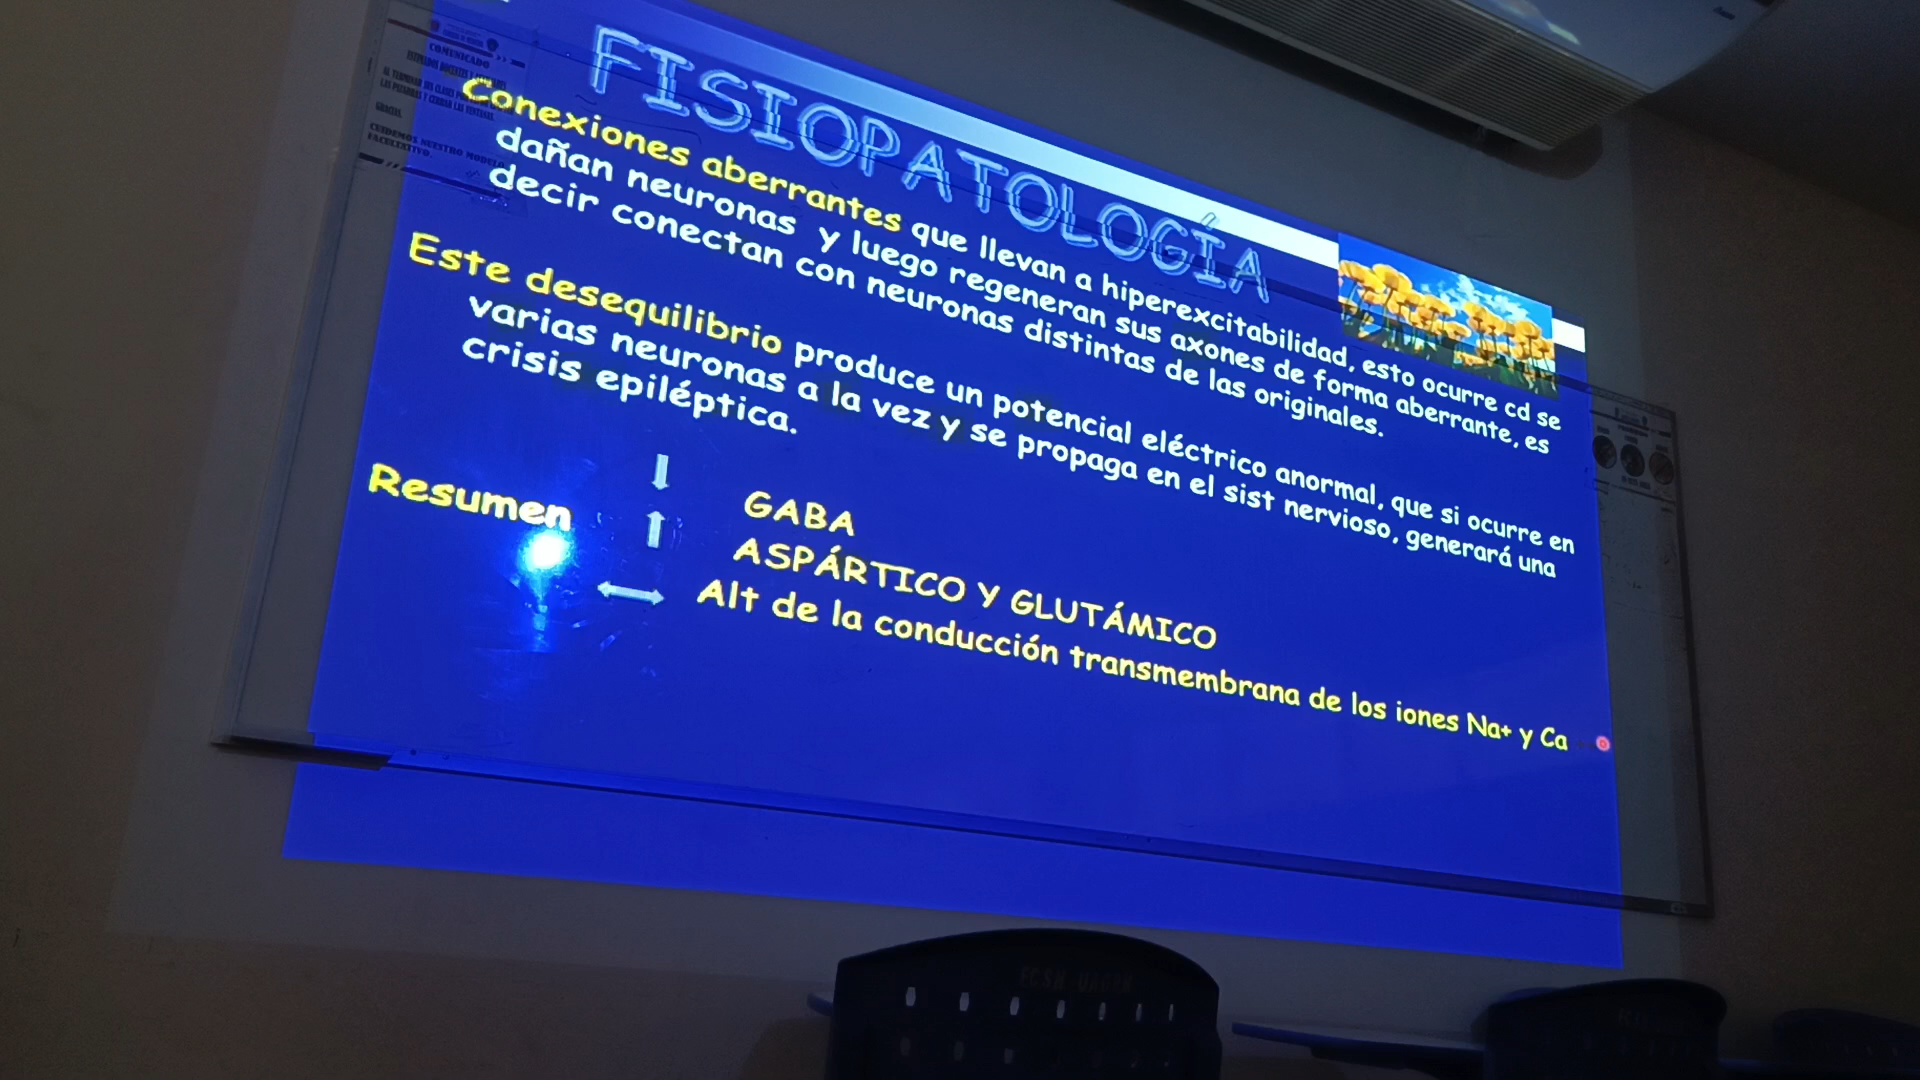 COMUNICADO
FISIOPATOLOGÍA
Conexiones aberrantes que llevan a hiperexcitabilidad, esto ocurre cd se
dañan neuronas y luego regeneran sus axones de forma aberrante, es
decir conectan con neuronas distintas de las originales.
Este desequilibrio produce un potencial eléctrico anormal, que si ocurre en
varias neuronas a la vez y se propaga en el sist nervioso, generará una
crisis epiléptica.
Resumen
GABA
ASPÁRTICO Y GLUTÁMICO
Alt de la conducción transmembrana de los iones Na+ y Ca